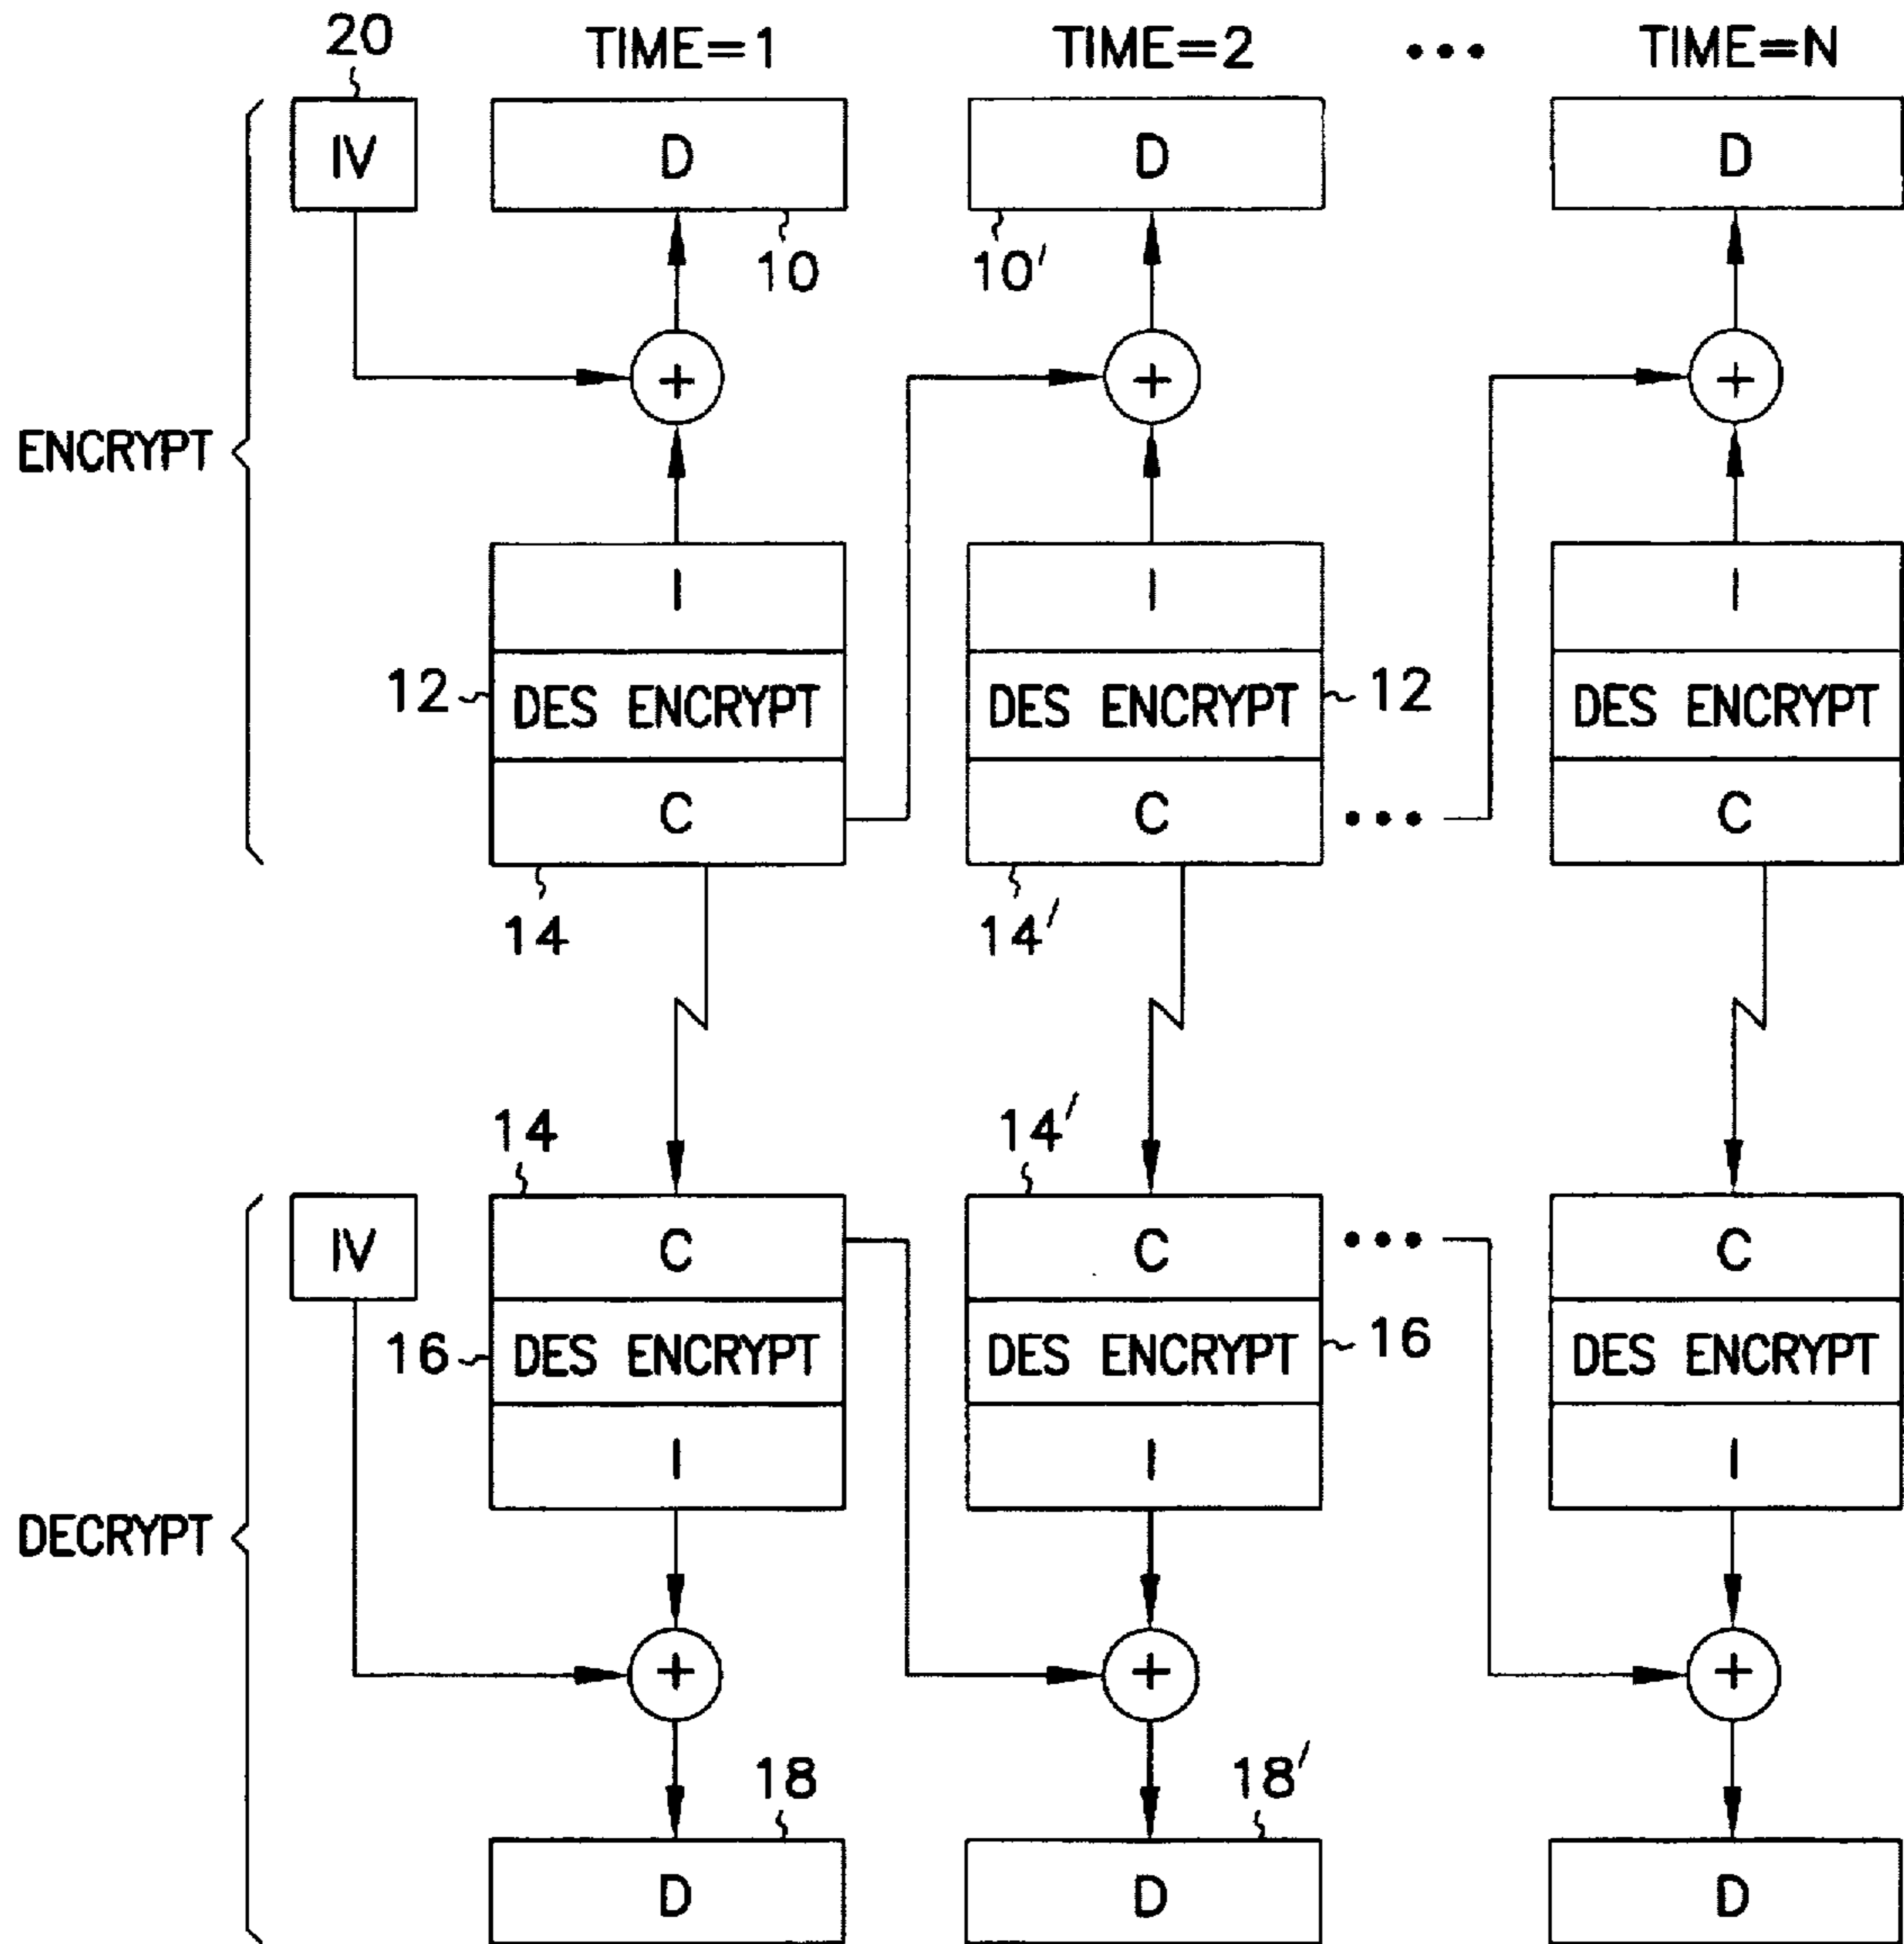 20 TIME=1 TIME=2 ••• TIME=N
IV D D D
10 10′
+ + +
ENCRYPT
I I I
12 DES ENCRYPT DES ENCRYPT 12 DES ENCRYPT
C C ••• C
14 14′
14 14′
IV C C ••• C
16 DES ENCRYPT DES ENCRYPT 16 DES ENCRYPT
I I I
DECRYPT
+ + +
18 18′
D D D